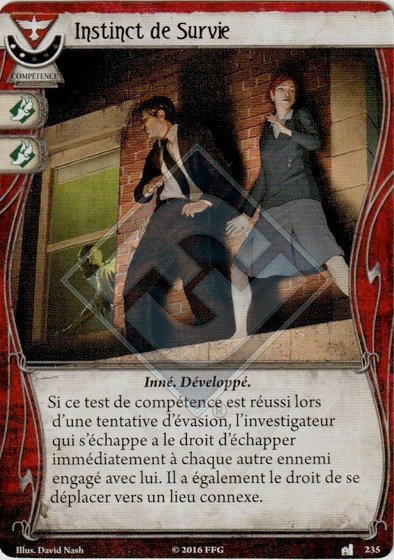 Instinct de Survie
COMPÉTENCE
Inné. Développé.
Si ce test de compétence est réussi lors
d'une tentative d'évasion, l'investigateur
qui s'échappe a le droit d'échapper
immédiatement à chaque autre ennemi
engagé avec lui. Il a également le droit de se
déplacer vers un lieu connexe.
®
Illus. David Nash
© 2016 FFG
235